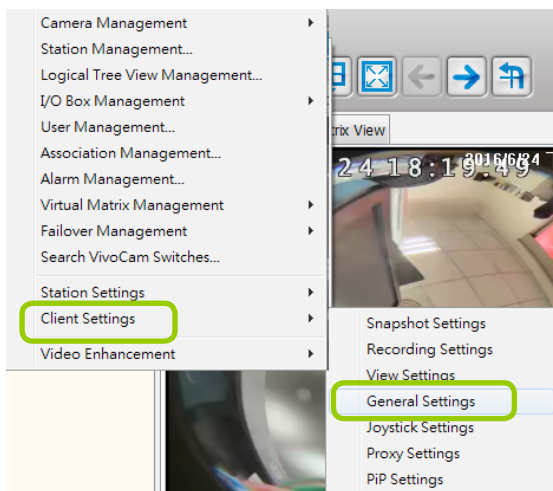 Camera Management
Station Management...
Logical Tree View Management...
I/O Box Management
User Management...
Association Management...
Alarm Management...
Virtual Matrix Management
Failover Management
Search VivoCam Switches...
Station Settings
Client Settings
Video Enhancement
trix View
24 18:19:49
2016/6/24
Snapshot Settings
Recording Settings
View Settings
General Settings
Joystick Settings
Proxy Settings
PiP Settings